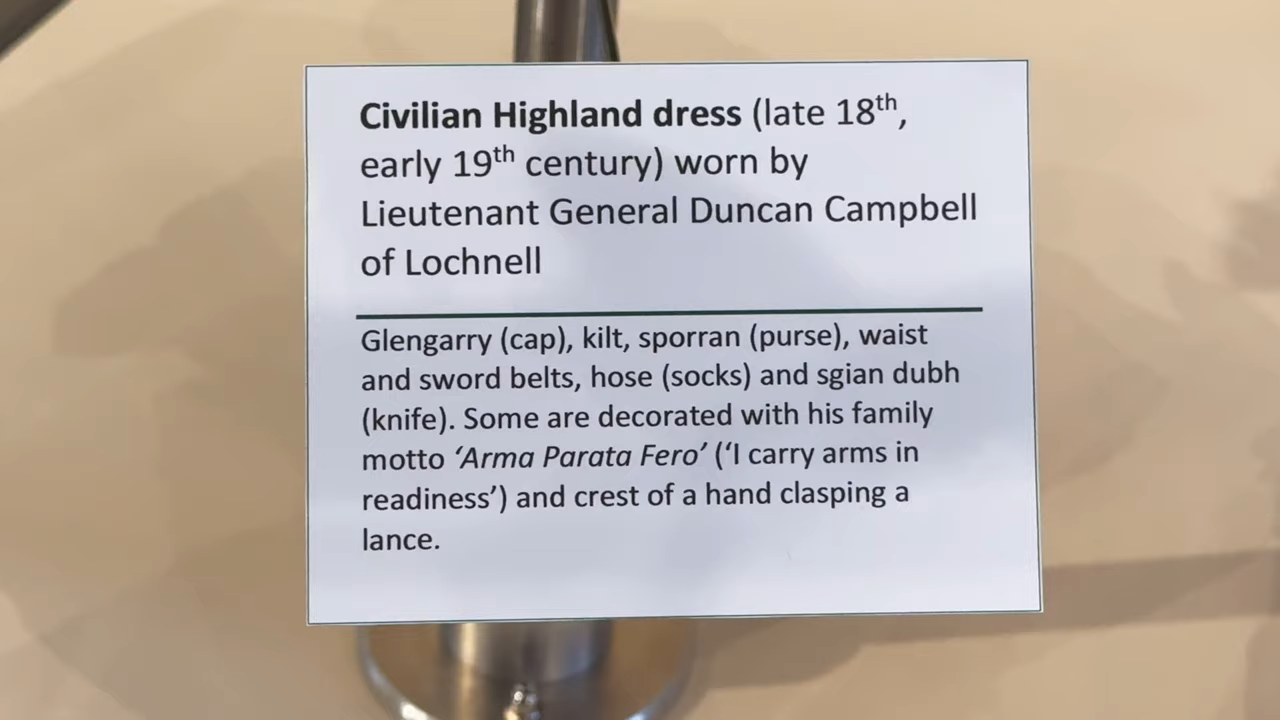 Civilian Highland dress (late 18th,
early 19th century) worn by
Lieutenant General Duncan Campbell
of Lochnell
Glengarry (cap), kilt, sporran (purse), waist
and sword belts, hose (socks) and sgian dubh
(knife). Some are decorated with his family
motto ‘Arma Parata Fero’ (‘I carry arms in
readiness’) and crest of a hand clasping a
lance.